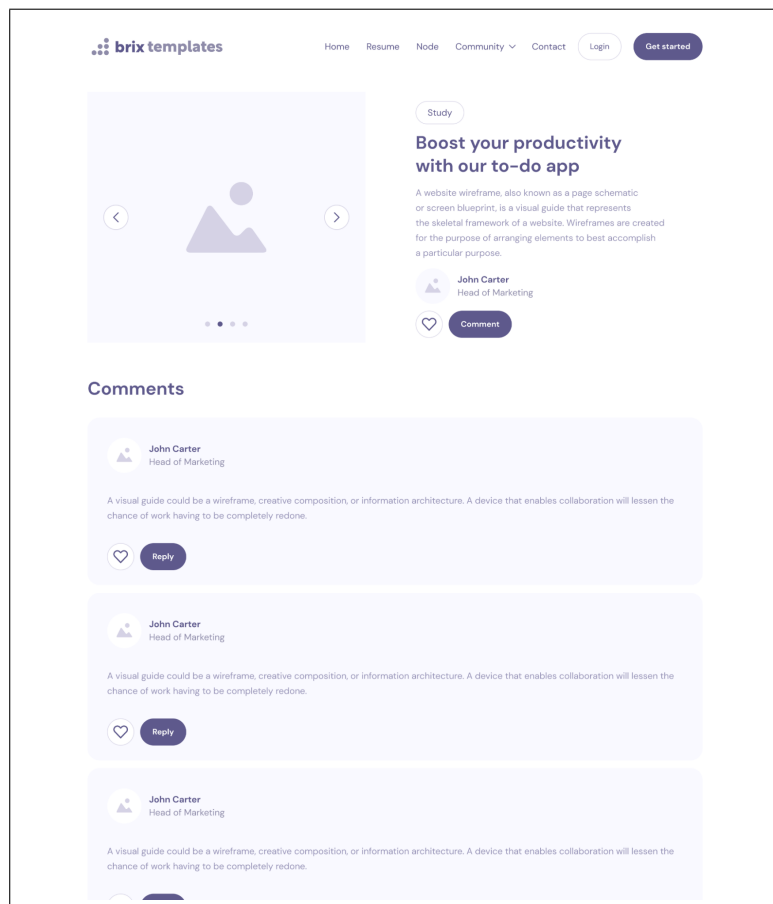 brix templates
Home Resume Node Community Contact Login Get started
Study
Boost your productivity
with our to-do app
A website wireframe, also known as a page schematic
or screen blueprint, is a visual guide that represents
the skeletal framework of a website. Wireframes are created
for the purpose of arranging elements to best accomplish
a particular purpose.
John Carter
Head of Marketing
Comment
Comments
John Carter
Head of Marketing
A visual guide could be a wireframe, creative composition, or information architecture. A device that enables collaboration will lessen the
chance of work having to be completely redone.
Reply
John Carter
Head of Marketing
A visual guide could be a wireframe, creative composition, or information architecture. A device that enables collaboration will lessen the
chance of work having to be completely redone.
Reply
John Carter
Head of Marketing
A visual guide could be a wireframe, creative composition, or information architecture. A device that enables collaboration will lessen the
chance of work having to be completely redone.